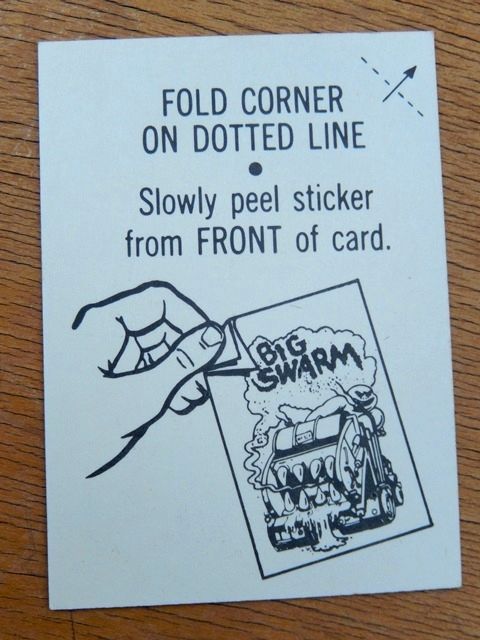 FOLD CORNER
ON DOTTED LINE
Slowly peel sticker
from FRONT of card.
BIG
SWARM